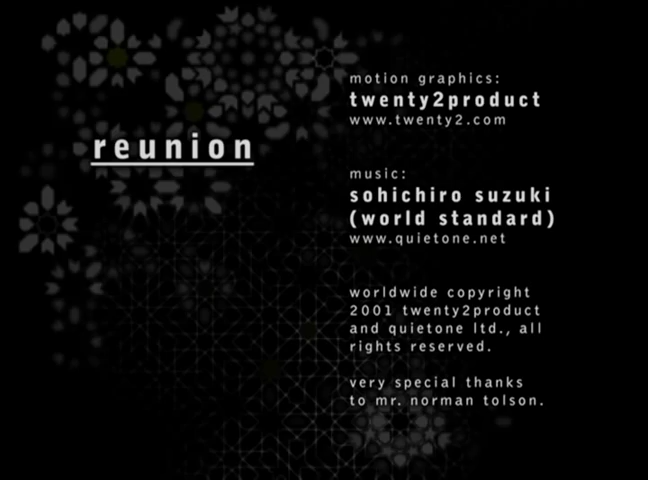 reunion
motion graphics:
twenty2product
www.twenty2.com
music:
sohichiro suzuki
(world standard)
www.quietone.net
worldwide copyright
2001 twenty2product
and quietone ltd., all
rights reserved.
very special thanks
to mr. norman tolson.